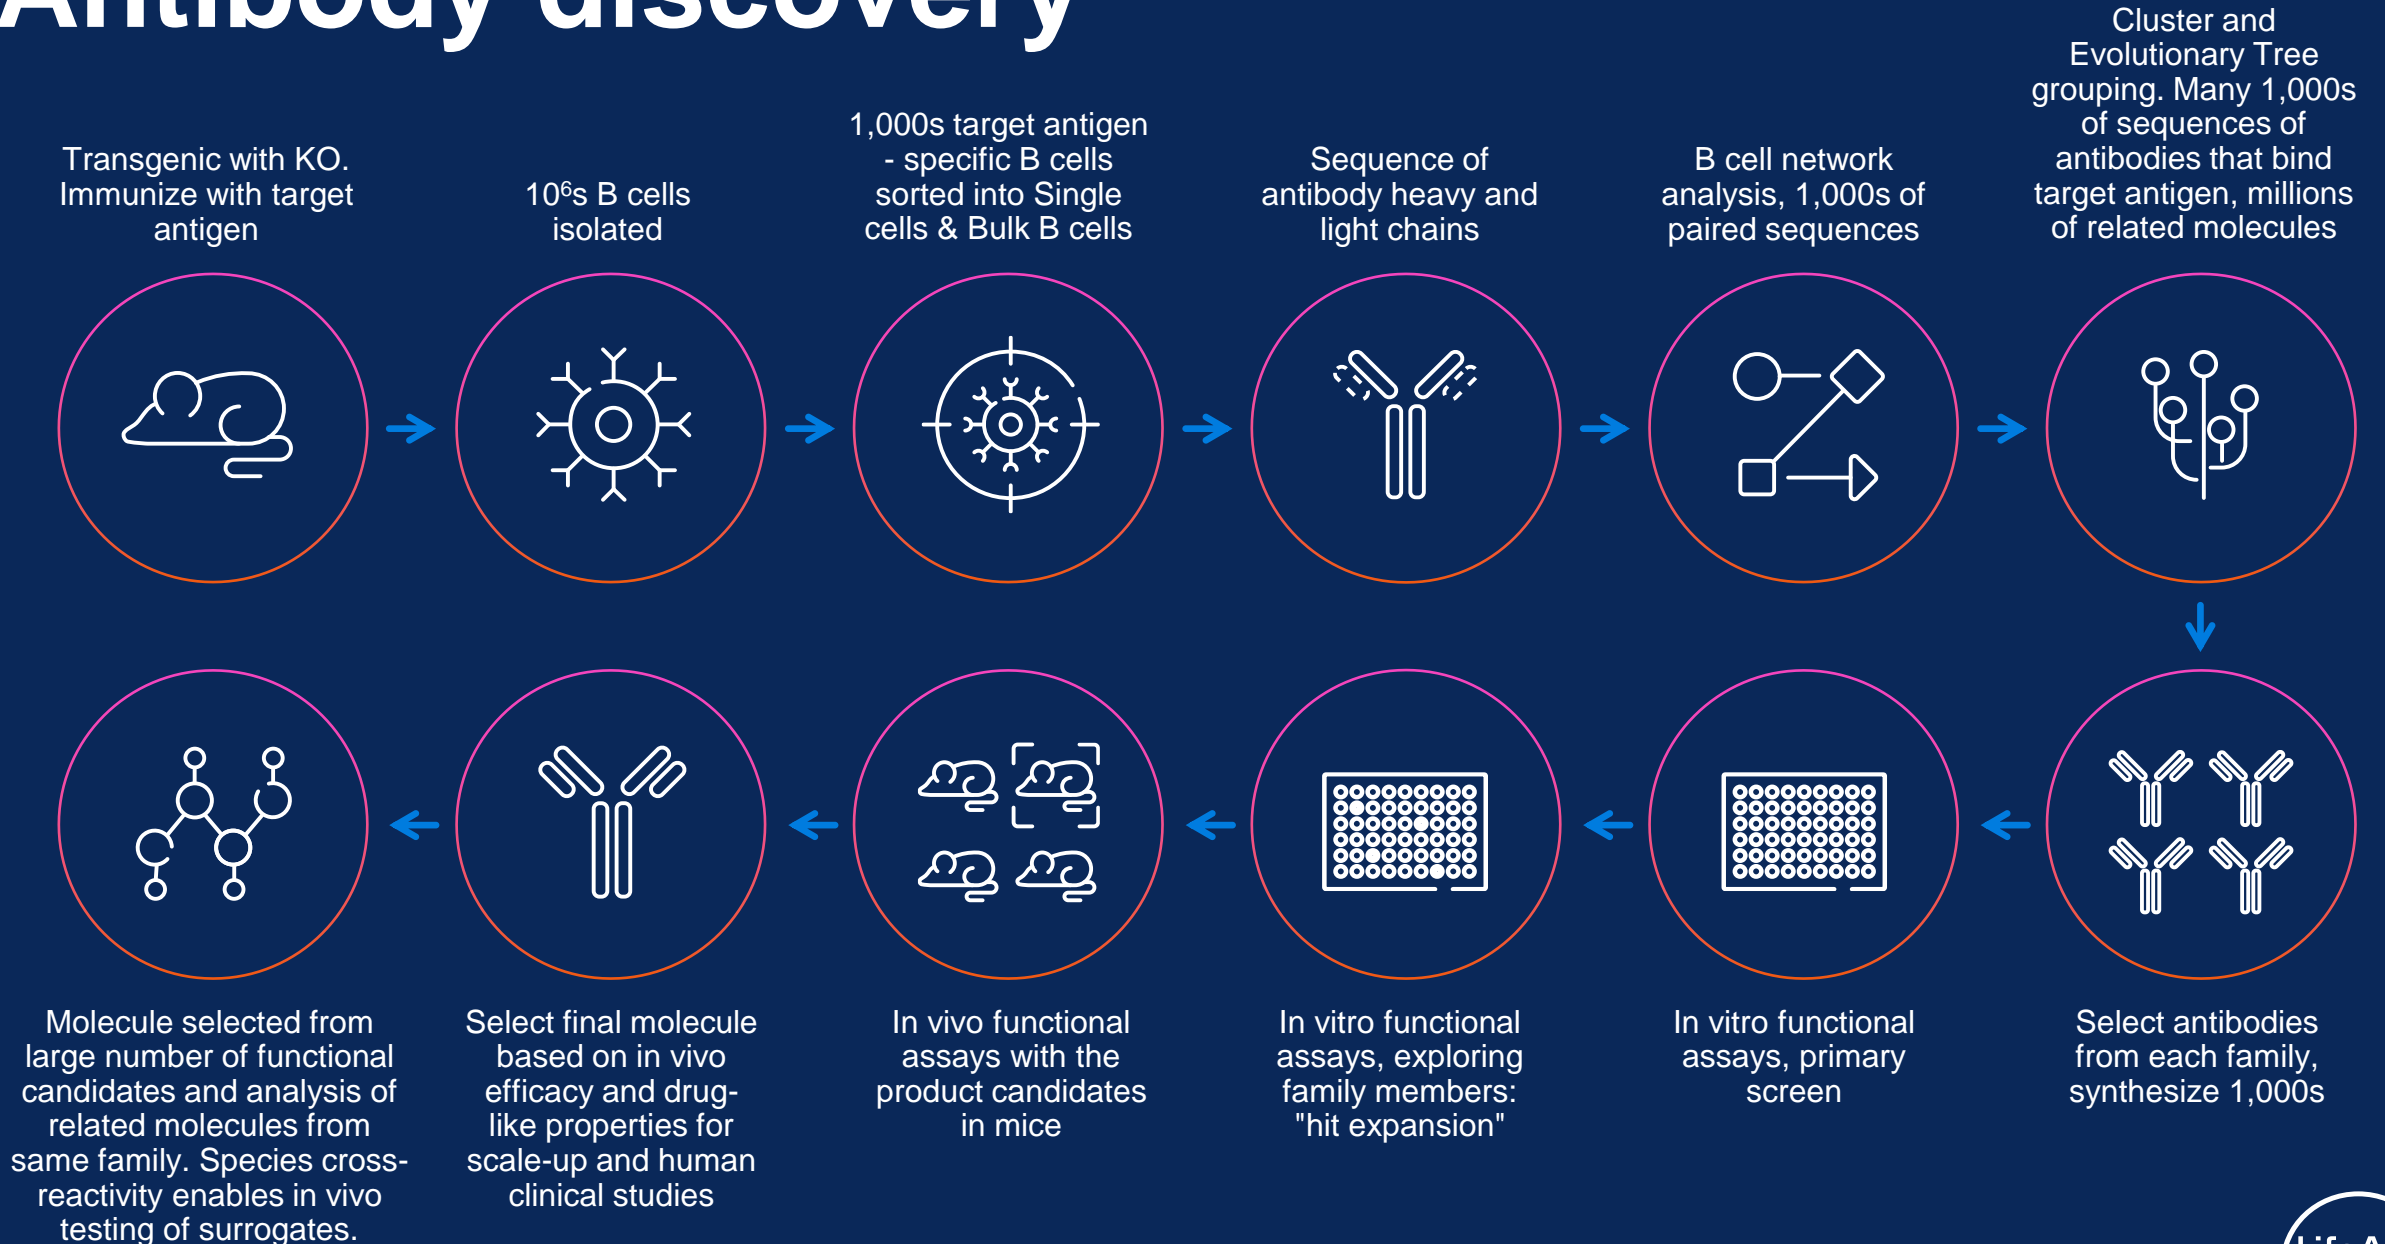 Antibody discovery
Transgenic with KO.
Immunize with target
antigen
10⁶s B cells
isolated
1,000s target antigen
- specific B cells
sorted into Single
cells & Bulk B cells
Sequence of
antibody heavy and
light chains
B cell network
analysis, 1,000s of
paired sequences
Cluster and
Evolutionary Tree
grouping. Many 1,000s
of sequences of
antibodies that bind
target antigen, millions
of related molecules
Select antibodies
from each family,
synthesize 1,000s
In vitro functional
assays, primary
screen
In vitro functional
assays, exploring
family members:
"hit expansion"
In vivo functional
assays with the
product candidates
in mice
Select final molecule
based on in vivo
efficacy and drug-
like properties for
scale-up and human
clinical studies
Molecule selected from
large number of functional
candidates and analysis of
related molecules from
same family. Species cross-
reactivity enables in vivo
testing of surrogates.